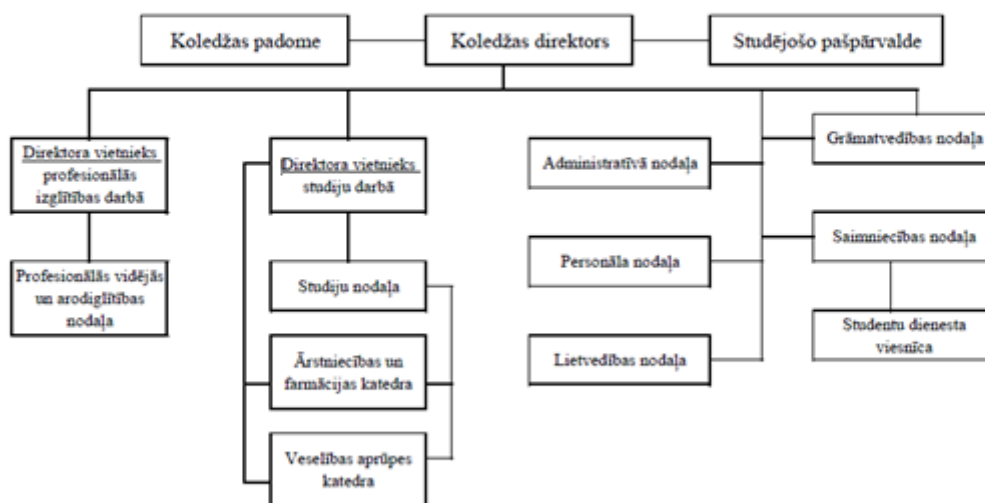 Koledžas padome
Koledžas direktors
Studējošo pašpārvalde
Direktora vietnieks
profesionālās
izglītības darbā
Direktora vietnieks
studiju darbā
Administratīvā nodaļa
Grāmatvedības nodaļa
Profesionālās vidējās
un arodiglītības
nodaļa
Studiju nodaļa
Personāla nodaļa
Saimniecības nodaļa
Ārstniecības un
farmācijas katedra
Lietvedības nodaļa
Studentu dienesta
viesnīca
Veselības aprūpes
katedra